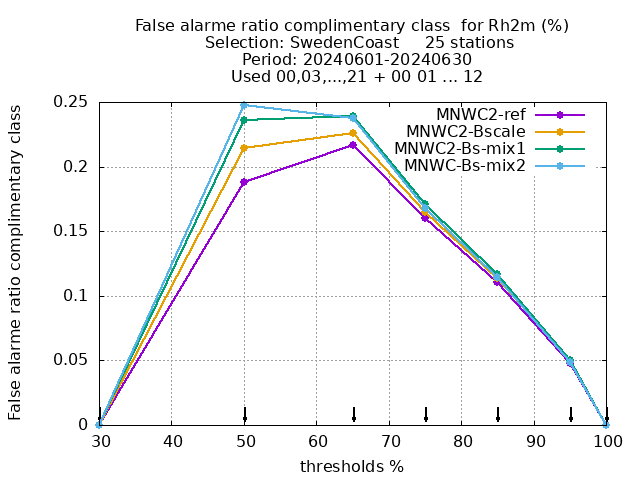 False alarme ratio complimentary class  for Rh2m (%)
Selection: SwedenCoast     25 stations
Period: 20240601-20240630
Used 00,03,...,21 + 00 01 ... 12
False alarme ratio complimentary class
0.25
0.2
0.15
0.1
0.05
0
MNWC2-ref
MNWC2-Bscale
MNWC2-Bs-mix1
MNWC-Bs-mix2
30 40 50 60 70 80 90 100
thresholds %